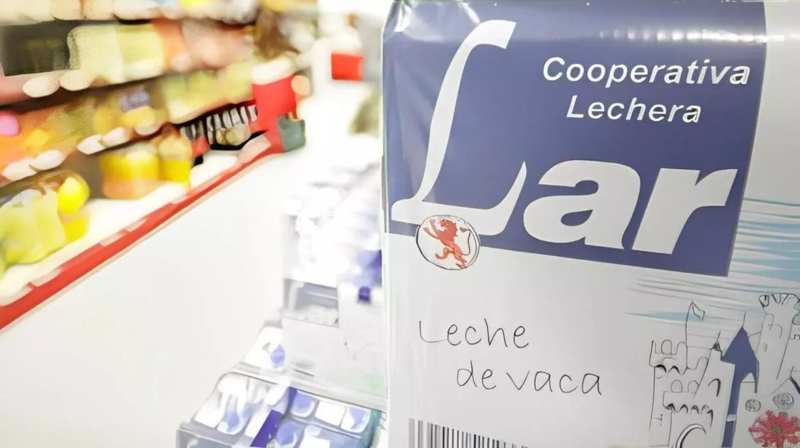 Cooperativa
Lechera
Lar
Leche
de vaca